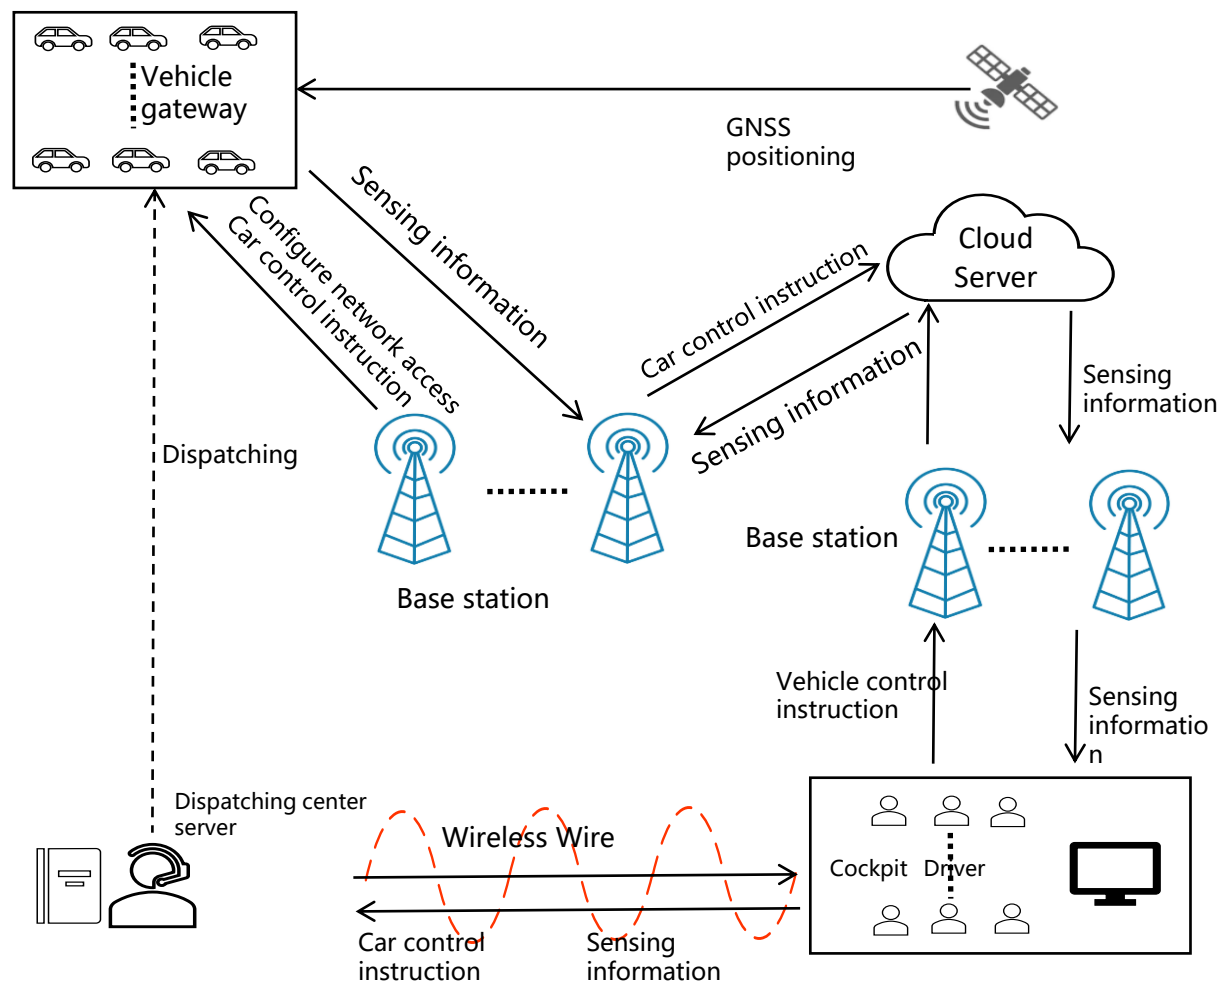 Vehicle
gateway
GNSS
positioning
Sensing information
Configure network access
Car control instruction
Cloud
Server
Car control instruction
Sensing information
Sensing
information
Dispatching
Base station
Base station
Vehicle control
instruction
Sensing
informatio
n
Dispatching center
server
Wireless Wire
Cockpit Driver
Car control
instruction
Sensing
information